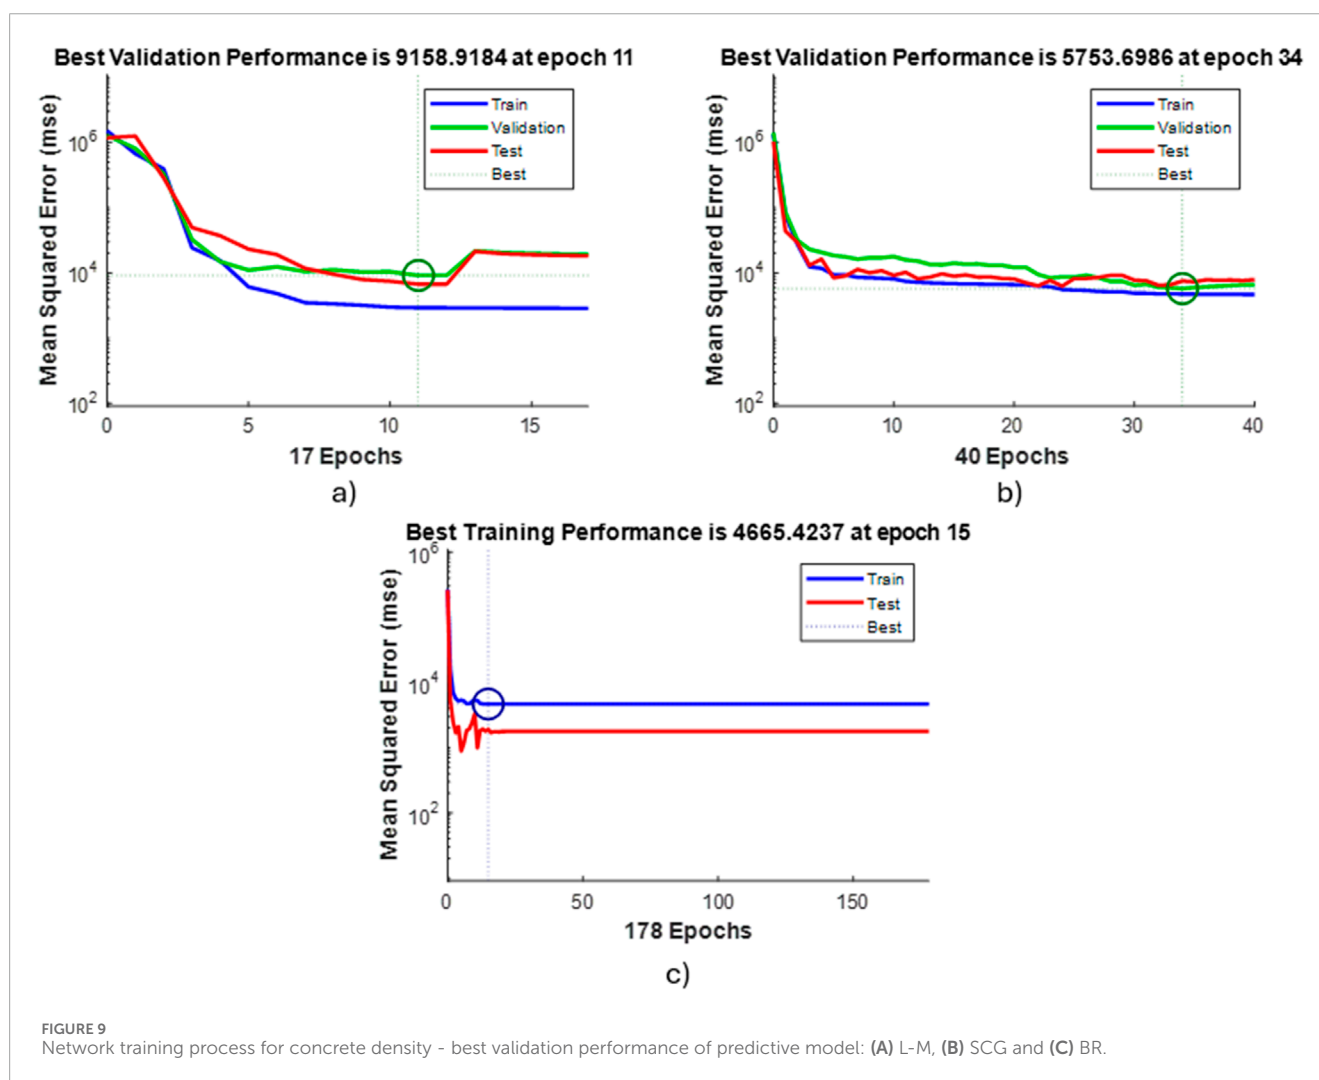 Best Validation Performance is 9158.9184 at epoch 11
Mean Squared Error (mse)
10^6
10^4
10^2
Train
Validation
Test
Best
0 5 10 15
17 Epochs
a)
Best Validation Performance is 5753.6986 at epoch 34
Mean Squared Error (mse)
10^6
10^4
10^2
Train
Validation
Test
Best
0 10 20 30 40
40 Epochs
b)
Best Training Performance is 4665.4237 at epoch 15
Mean Squared Error (mse)
10^6
10^4
10^2
Train
Test
Best
0 50 100 150
178 Epochs
c)
FIGURE 9
Network training process for concrete density - best validation performance of predictive model: (A) L-M, (B) SCG and (C) BR.